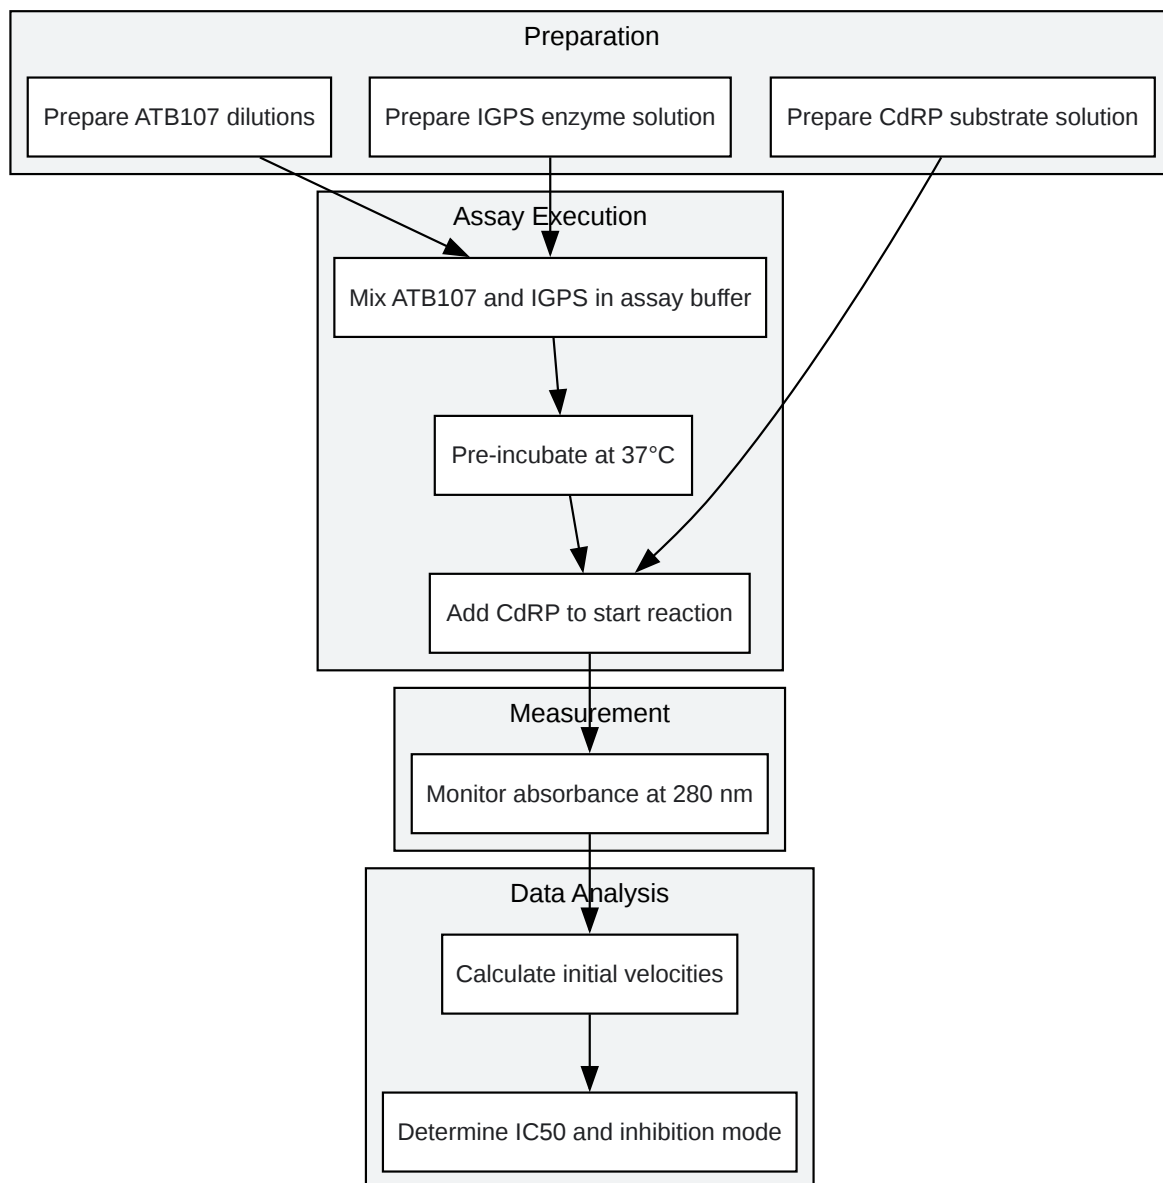 Preparation
Prepare ATB107 dilutions
Prepare IGPS enzyme solution
Prepare CdRP substrate solution
Assay Execution
Mix ATB107 and IGPS in assay buffer
Pre-incubate at 37°C
Add CdRP to start reaction
Measurement
Monitor absorbance at 280 nm
Data Analysis
Calculate initial velocities
Determine IC50 and inhibition mode